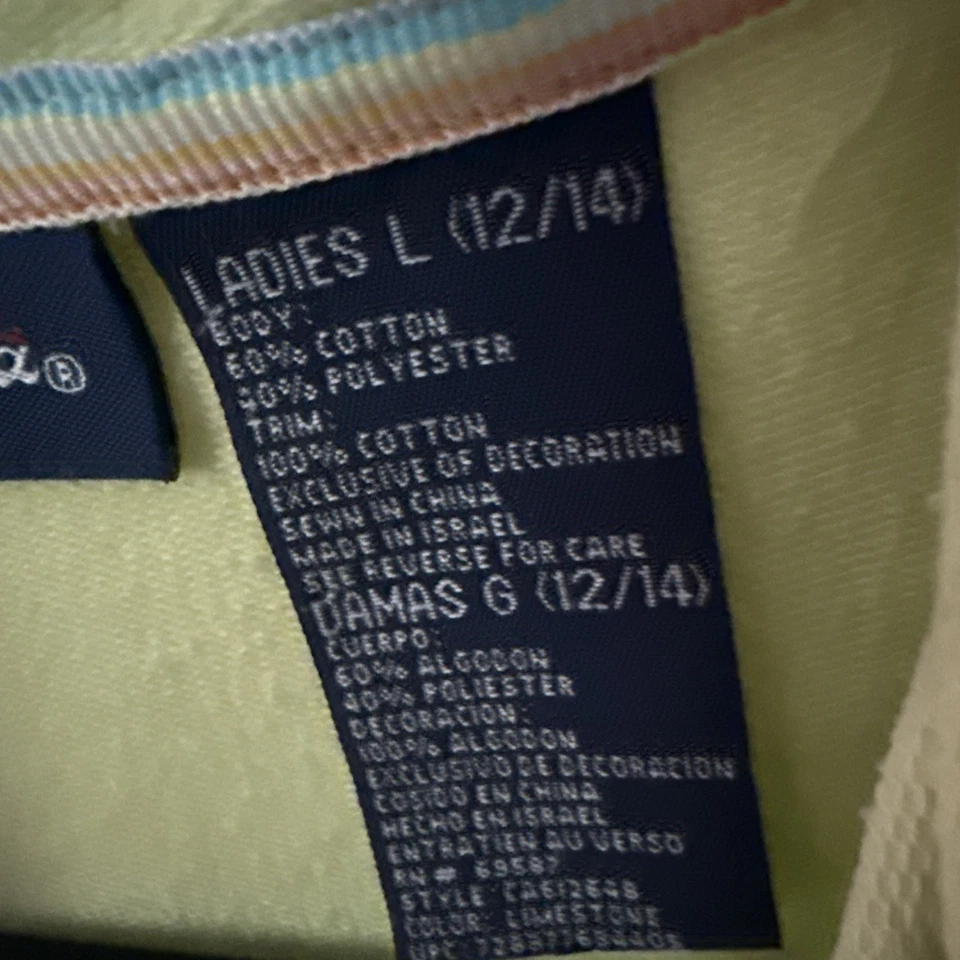 a®
LADIES L (12/14)
BODY:
60% COTTON
40% POLYESTER
TRIM:
100% COTTON
EXCLUSIVE OF DECORATION
SEWN IN CHINA
MADE IN ISRAEL
SEE REVERSE FOR CARE
DAMAS G (12/14)
CUERPO:
60% ALGODON
40% POLIESTER
DECORACION:
100% ALGODON
EXCLUSIVO DE DECORACION
COSIDO EN CHINA
HECHO EN ISRAEL
ENTRATIEN AU VERSO
RN # 69587
STYLE
COLOR: LIMESTONE
UPC